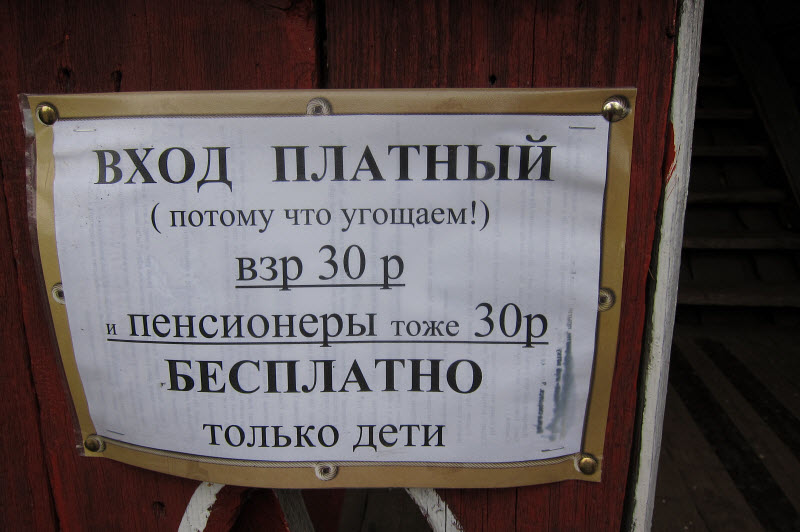 ВХОД ПЛАТНЫЙ
( потому что угощаем!)
взр 30 р
и пенсионеры тоже 30р
БЕСПЛАТНО
только дети